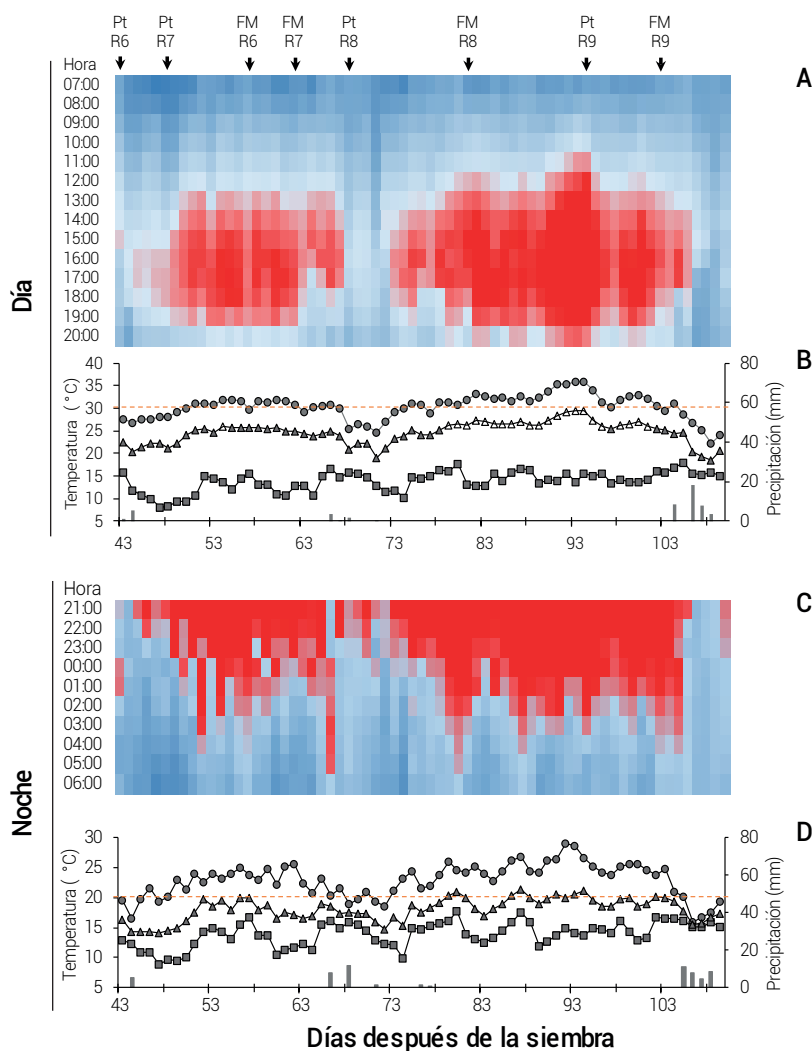 Pt Pt FM FM Pt FM Pt FM
R6 R7 R6 R7 R8 R8 R9 R9
Hora
A
07:00
08:00
09:00
10:00
11:00
12:00
13:00
14:00
15:00
16:00
17:00
18:00
19:00
20:00
Día
B
40 80
35
30 60
25
20 40
15
10 20
5 0
Temperatura ( °C)
Precipitación (mm)
43 53 63 73 83 93 103
Hora
C
21:00
22:00
23:00
00:00
01:00
02:00
03:00
04:00
05:00
06:00
Noche
D
30 80
25
60
20
40
15
20
10
5 0
Temperatura ( °C)
Precipitación (mm)
43 53 63 73 83 93 103
Días después de la siembra